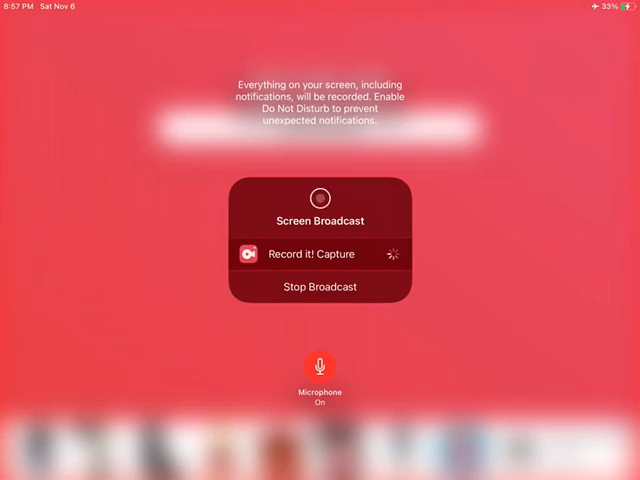 8:57 PM Sat Nov 6
33%
Everything on your screen, including
notifications, will be recorded. Enable
Do Not Disturb to prevent
unexpected notifications.
Screen Broadcast
Record it! Capture
Stop Broadcast
Microphone
On